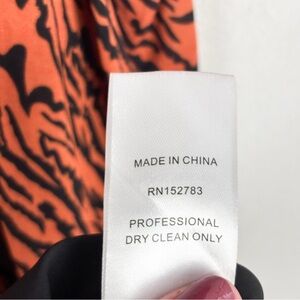 MADE IN CHINA
RN152783
PROFESSIONAL
DRY CLEAN ONLY